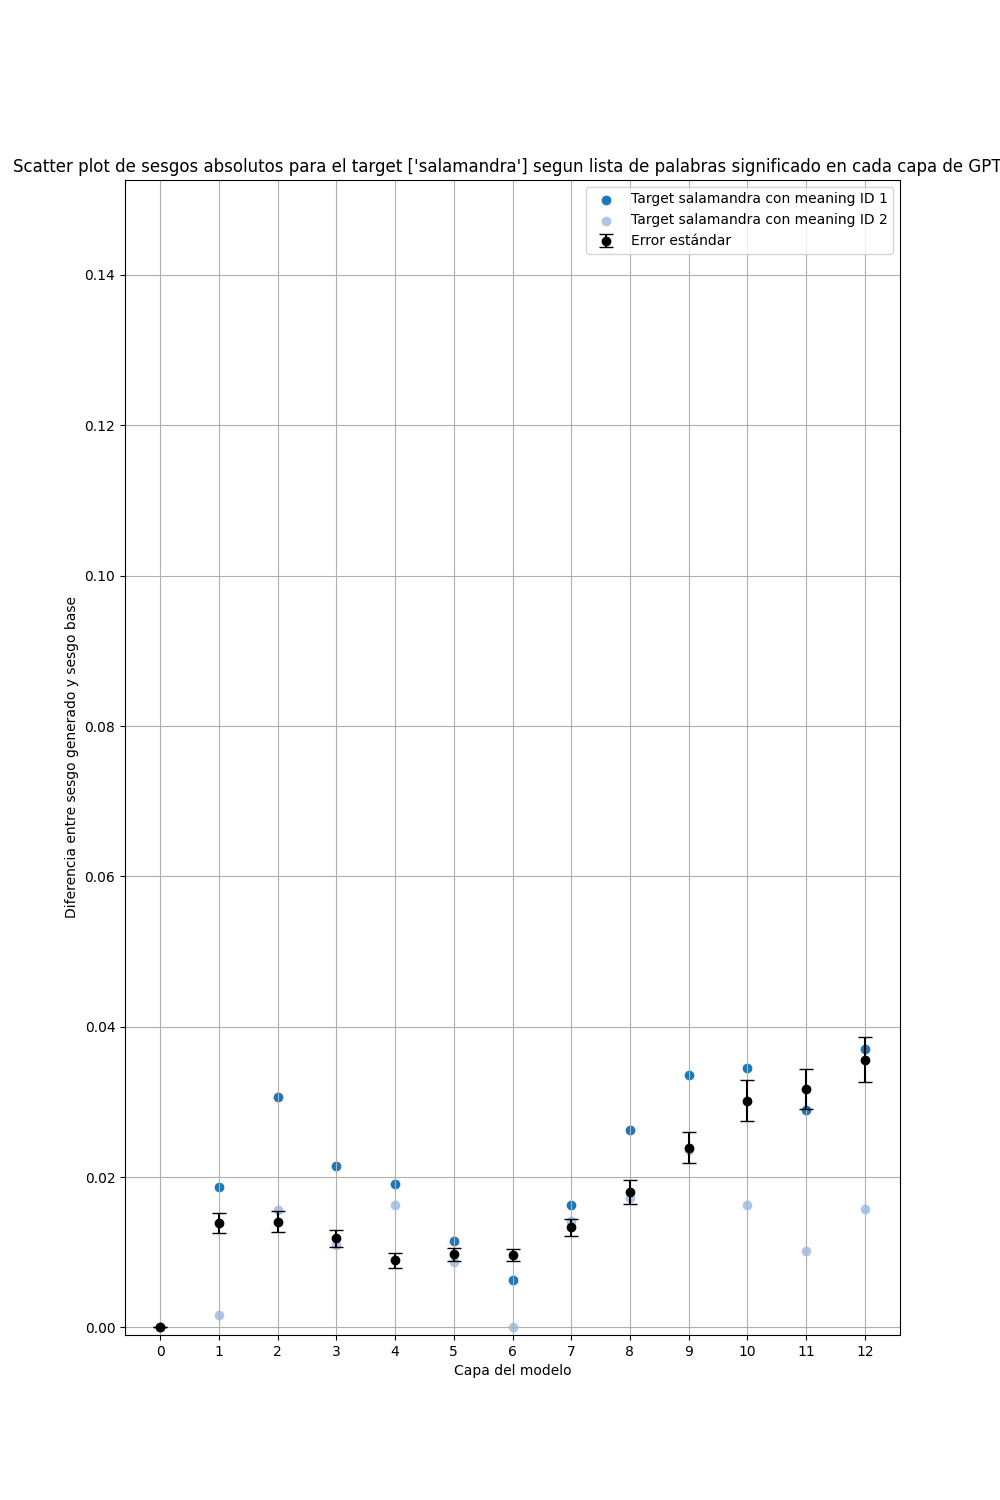 Scatter plot de sesgos absolutos para el target ['salamandra'] segun lista de palabras significado en cada capa de GPT
Target salamandra con meaning ID 1
Target salamandra con meaning ID 2
Error estándar
0.14
0.12
0.10
0.08
0.06
0.04
0.02
0.00
Diferencia entre sesgo generado y sesgo base
0 1 2 3 4 5 6 7 8 9 10 11 12
Capa del modelo